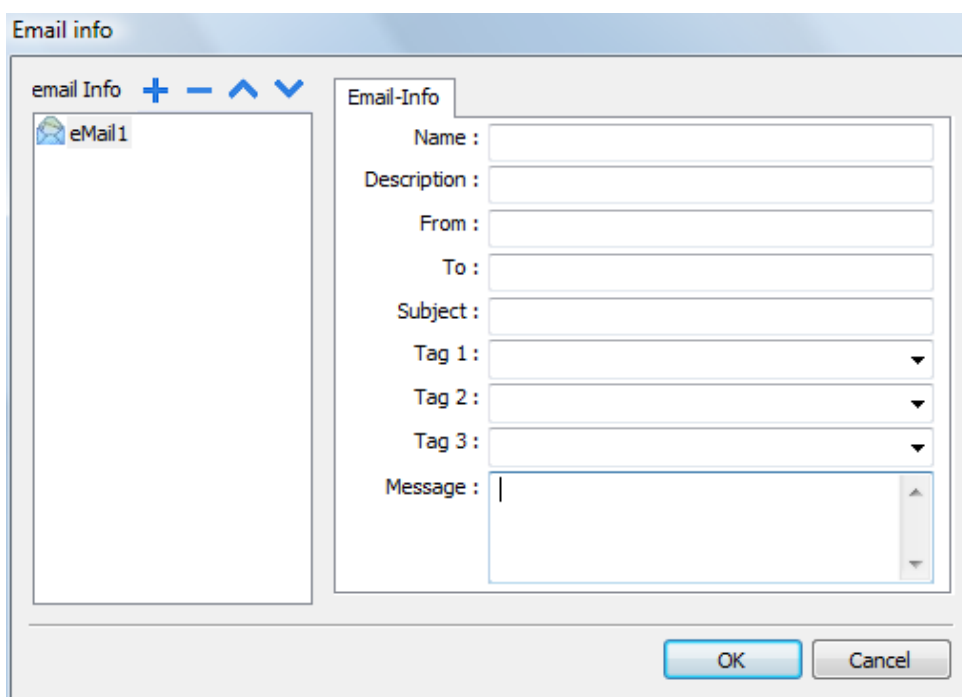 Email info
email Info
eMail1
Email-Info
Name :
Description :
From :
To :
Subject :
Tag 1 :
Tag 2 :
Tag 3 :
Message :
OK
Cancel